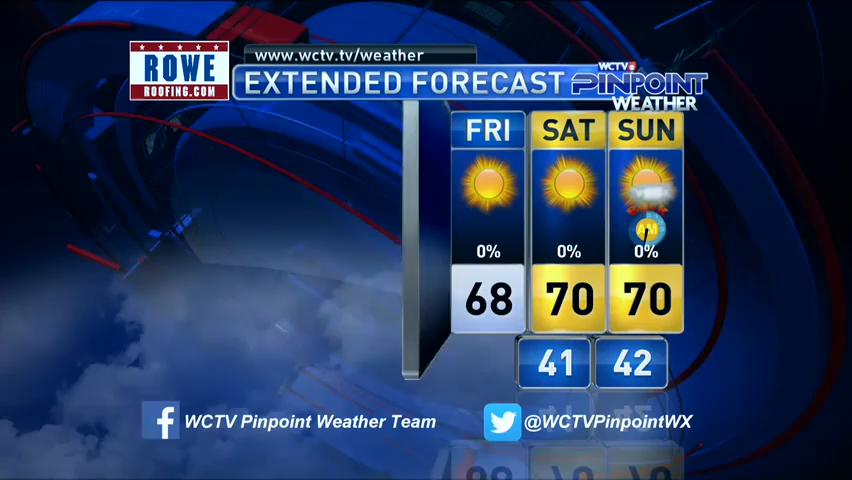 ROWE
ROOFING.COM
www.wctv.tv/weather
EXTENDED FORECAST
WCTV
PINPOINT
WEATHER
FRI SAT SUN
AM
0% 0% 0%
68 70 70
41 42
WCTV Pinpoint Weather Team
@WCTVPinpointWX